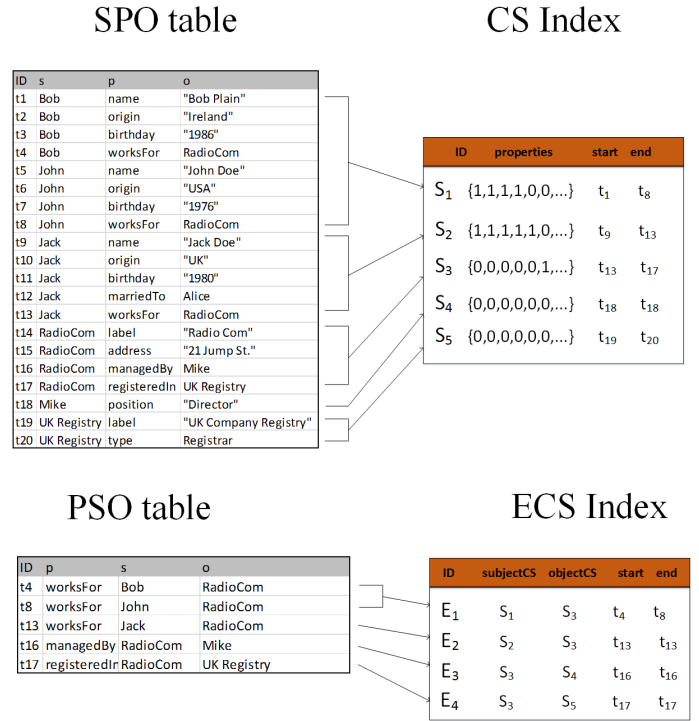 SPO table
CS Index
ID s p o
t1 Bob name "Bob Plain"
t2 Bob origin "Ireland"
t3 Bob birthday "1986"
t4 Bob worksFor RadioCom
t5 John name "John Doe"
t6 John origin "USA"
t7 John birthday "1976"
t8 John worksFor RadioCom
t9 Jack name "Jack Doe"
t10 Jack origin "UK"
t11 Jack birthday "1980"
t12 Jack marriedTo Alice
t13 Jack worksFor RadioCom
t14 RadioCom label "Radio Com"
t15 RadioCom address "21 Jump St."
t16 RadioCom managedBy Mike
t17 RadioCom registeredIn UK Registry
t18 Mike position "Director"
t19 UK Registry label "UK Company Registry"
t20 UK Registry type Registrar
ID properties start end
S1 {1,1,1,1,0,0,...} t1 t8
S2 {1,1,1,1,1,0,...} t9 t13
S3 {0,0,0,0,0,1,...} t13 t17
S4 {0,0,0,0,0,0,...} t18 t18
S5 {0,0,0,0,0,0,...} t19 t20
PSO table
ECS Index
ID p s o
t4 worksFor Bob RadioCom
t8 worksFor John RadioCom
t13 worksFor Jack RadioCom
t16 managedBy RadioCom Mike
t17 registeredIn RadioCom UK Registry
ID subjectCS objectCS start end
E1 S1 S3 t4 t8
E2 S2 S3 t13 t13
E3 S3 S4 t16 t16
E4 S3 S5 t17 t17